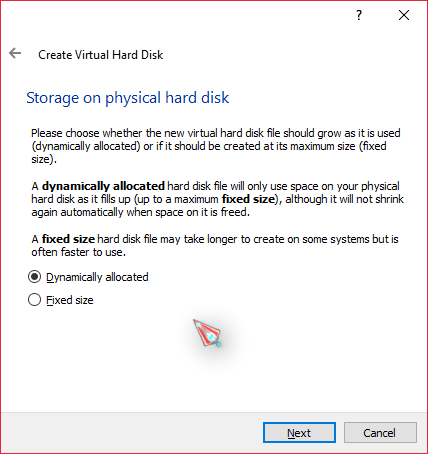 ?
Create Virtual Hard Disk
Storage on physical hard disk
Please choose whether the new virtual hard disk file should grow as it is used
(dynamically allocated) or if it should be created at its maximum size (fixed
size).
A dynamically allocated hard disk file will only use space on your physical
hard disk as it fills up (up to a maximum fixed size), although it will not shrink
again automatically when space on it is freed.
A fixed size hard disk file may take longer to create on some systems but is
often faster to use.
Dynamically allocated
Fixed size
Next
Cancel